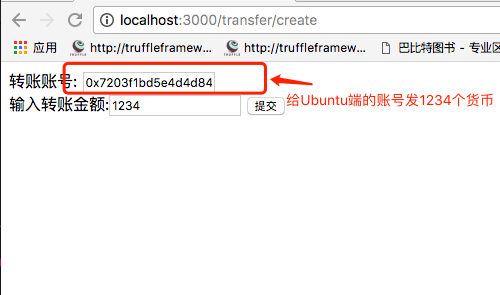 localhost:3000/transfer/create
应用 http://truffleframew... http://truffleframew... 巴比特图书 - 专业区
TRUFFLE TRUFFLE
转账账号: 0x7203f1bd5e4d4d84
输入转账金额: 1234 提交
给Ubuntu端的账号发1234个货币